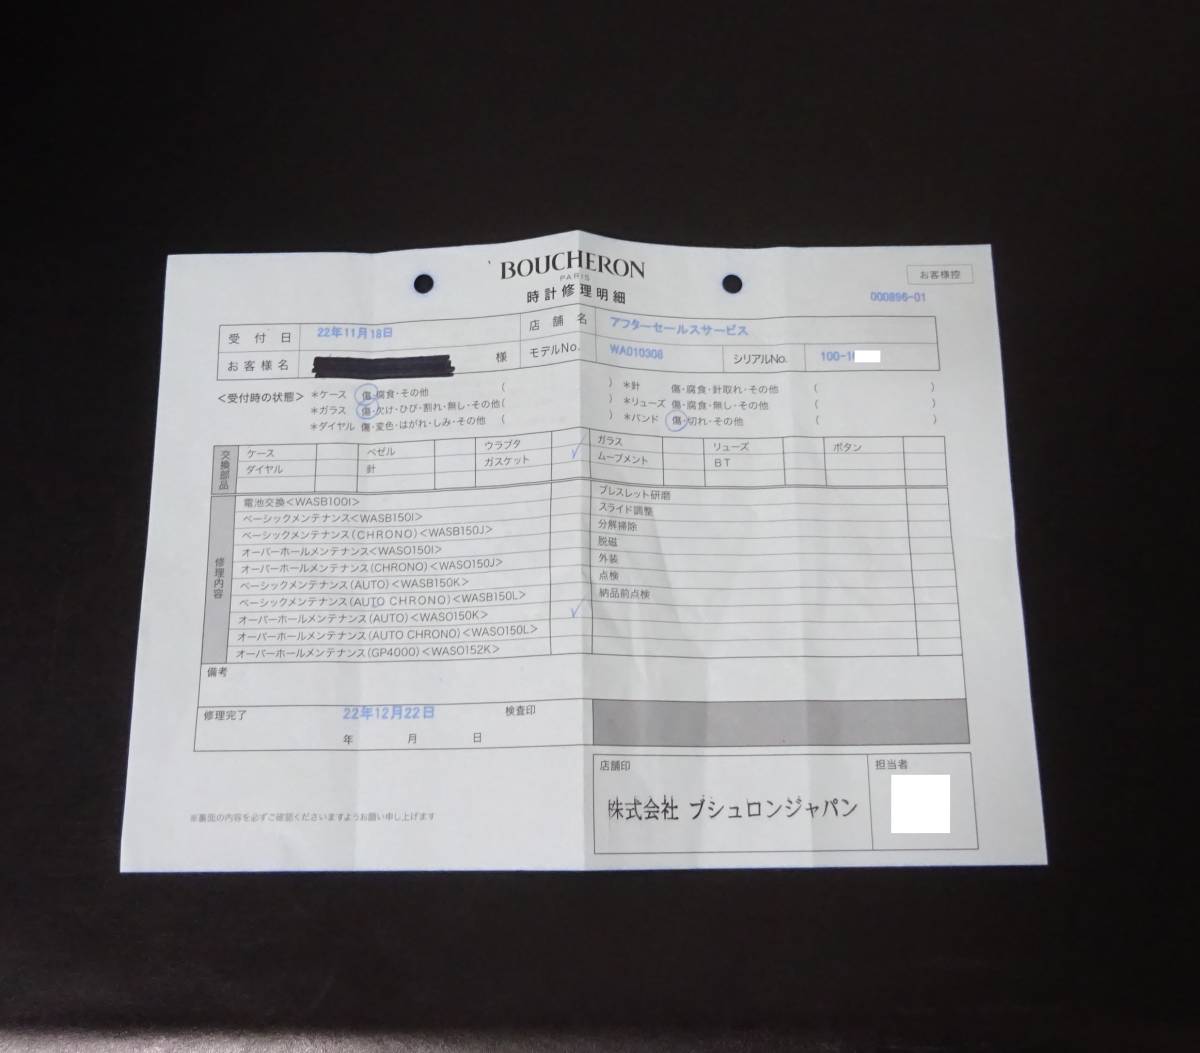 BOUCHERON
PARIS
時計修理明細
お客様控
000896-01
受付日 22年11月18日 店舗名 アフターセールスサービス
お客様名 様 モデルNo. WA010308 シリアルNo. 100-1
<受付時の状態> *ケース 傷・腐食・その他 ( ) *針 傷・腐食・針取れ・その他 ( )
*ガラス 傷・欠け・ひび・割れ・無し・その他( ) *リューズ 傷・腐食・無し・その他 ( )
*ダイヤル 傷・変色・はがれ・しみ・その他 ( ) *バンド 傷・切れ・その他 ( )
交換部品
ケース ベゼル ウラブタ ガラス リューズ ボタン
ダイヤル 針 ガスケット ✓ ムーブメント BT
修理内容
電池交換<WASB100I> ブレスレット研磨
ベーシックメンテナンス<WASB150I> スライド調整
ベーシックメンテナンス(CHRONO)<WASB150J> 分解掃除
オーバーホールメンテナンス<WASO150I> 脱磁
オーバーホールメンテナンス(CHRONO)<WASO150J> 外装
ベーシックメンテナンス(AUTO)<WASB150K> 点検
ベーシックメンテナンス(AUTO CHRONO)<WASB150L> 納品前点検
オーバーホールメンテナンス(AUTO)<WASO150K> ✓
オーバーホールメンテナンス(AUTO CHRONO)<WASO150L>
オーバーホールメンテナンス(GP4000)<WASO152K>
備考
修理完了 22年12月22日 検査印
年 月 日
店舗印 担当者
株式会社 ブシュロンジャパン
※裏面の内容を必ずご確認くださいますようお願い申し上げます